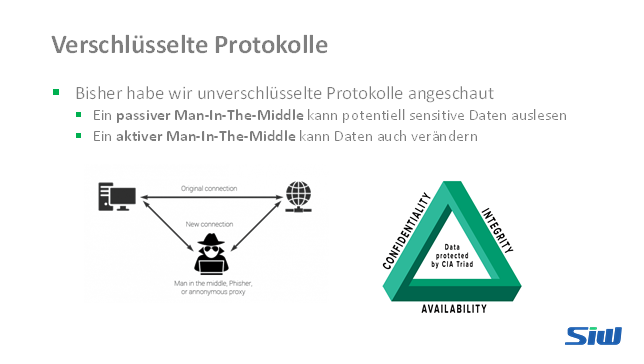 Verschlüsselte Protokolle
Bisher habe wir unverschlüsselte Protokolle angeschaut
Ein passiver Man-In-The-Middle kann potentiell sensitive Daten auslesen
Ein aktiver Man-In-The-Middle kann Daten auch verändern
Original connection
New connection
Man in the middle, Phisher,
or annonymous proxy
CONFIDENTIALITY
INTEGRITY
Data
protected
by CIA Triad
AVAILABILITY
SiW